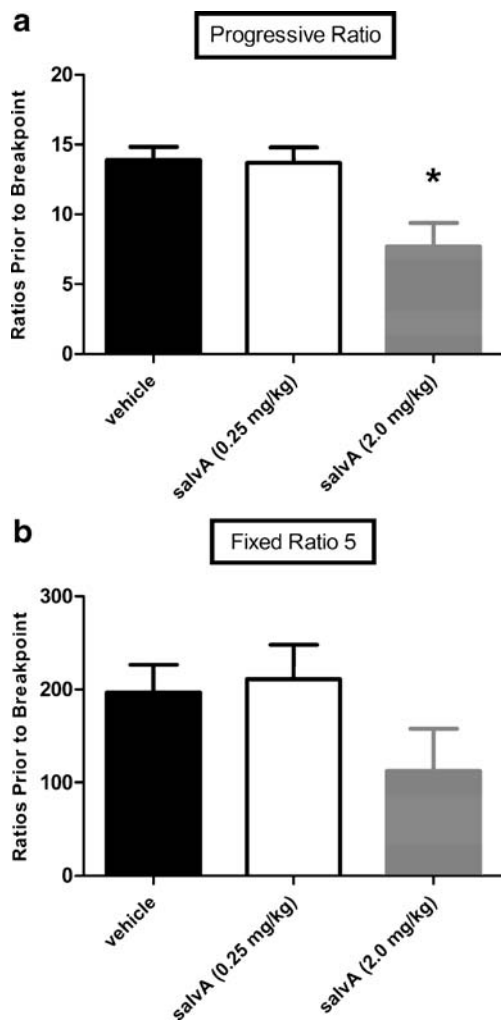 a
Progressive Ratio
Ratios Prior to Breakpoint
20
15
10
5
0
*
vehicle
salvA (0.25 mg/kg)
salvA (2.0 mg/kg)
b
Fixed Ratio 5
Ratios Prior to Breakpoint
300
200
100
0
vehicle
salvA (0.25 mg/kg)
salvA (2.0 mg/kg)